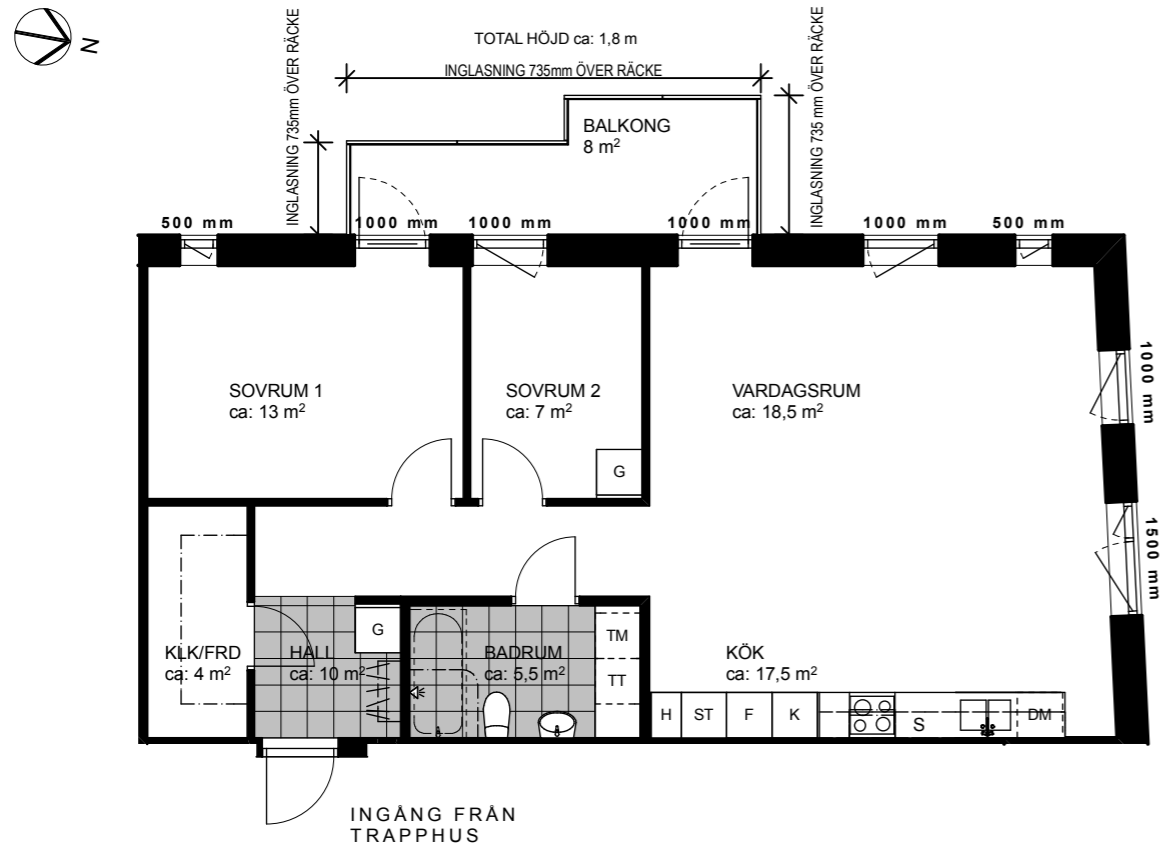 N
TOTAL HÖJD ca: 1,8 m
INGLASNING 735mm ÖVER RÄCKE
INGLASNING 735mm ÖVER RÄCKE
INGLASNING 735 mm ÖVER RÄCKE
BALKONG
8 m²
500 mm
1000 mm
1000 mm
1000 mm
1000 mm
500 mm
SOVRUM 1
ca: 13 m²
SOVRUM 2
ca: 7 m²
VARDAGSRUM
ca: 18,5 m²
1000 mm
G
1500 mm
KLK/FRD
ca: 4 m²
HALL
ca: 10 m²
G
BADRUM
ca: 5,5 m²
TM
TT
KÖK
ca: 17,5 m²
H
ST
F
K
S
DM
INGÅNG FRÅN
TRAPPHUS